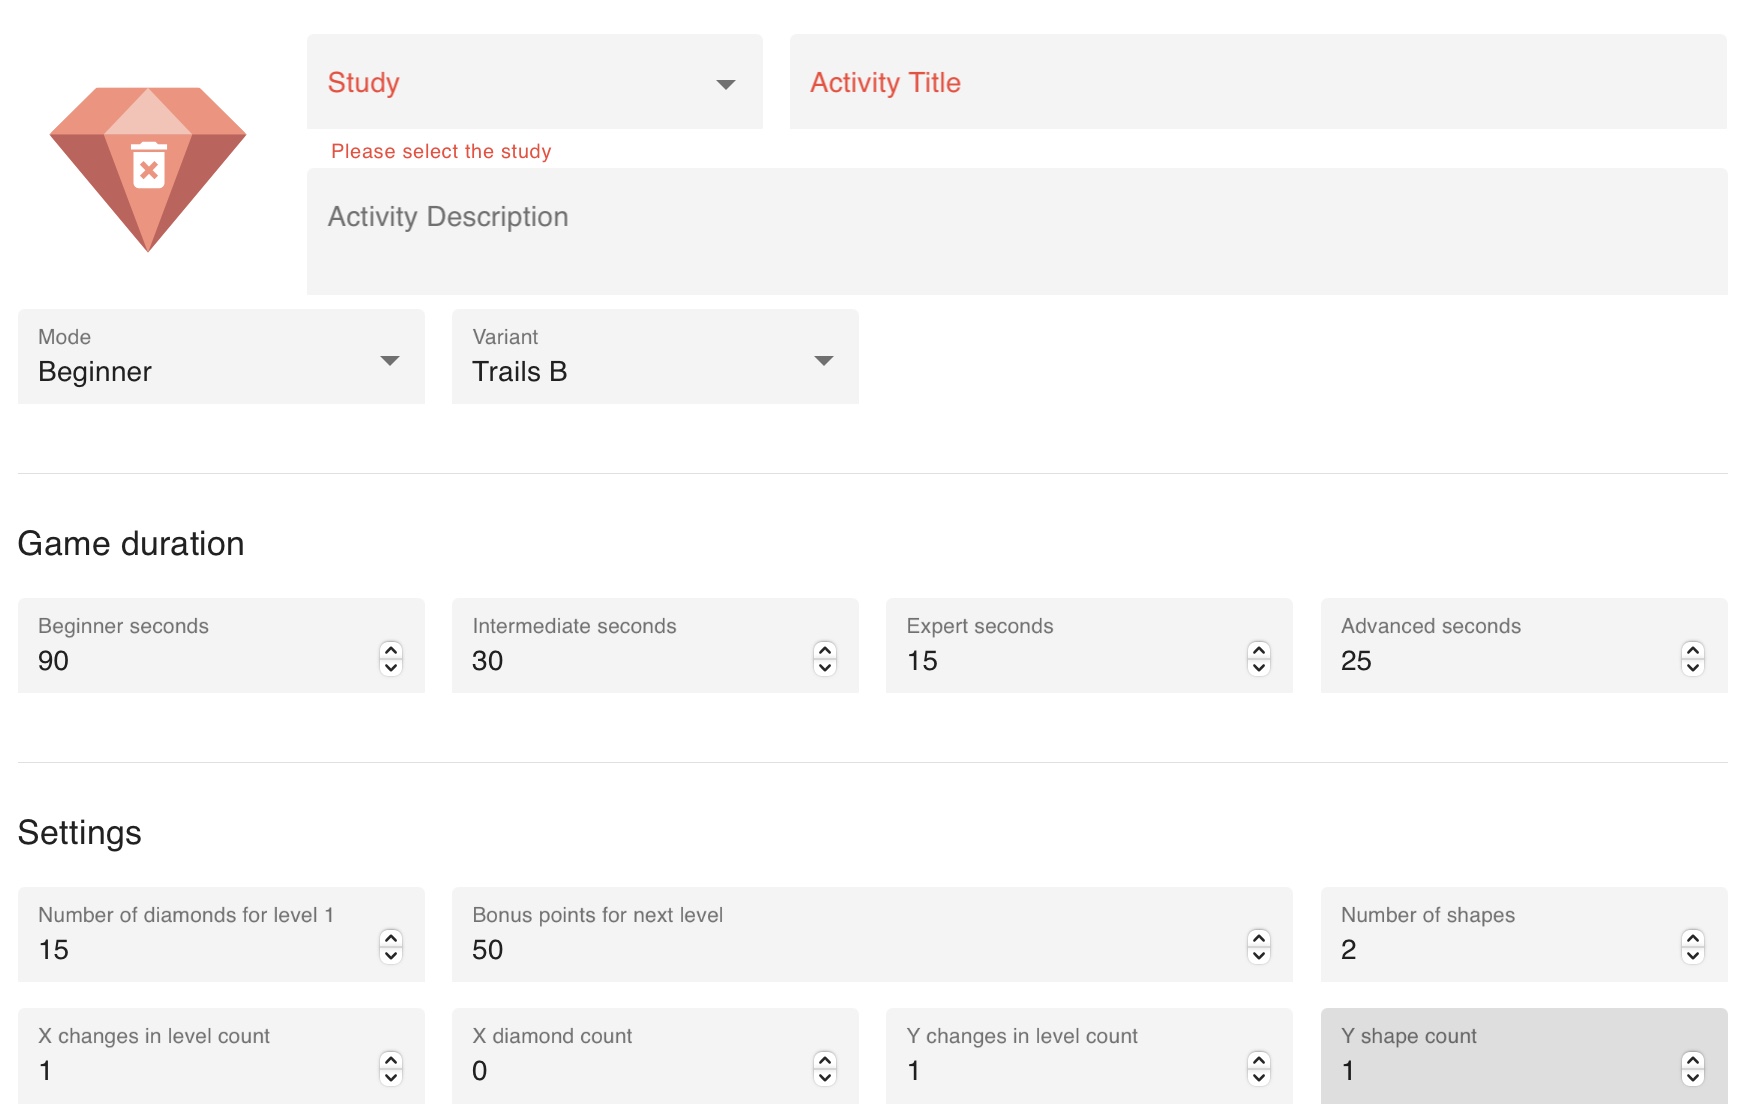 Study
Activity Title
Please select the study
Activity Description
Mode
Beginner
Variant
Trails B
Game duration
Beginner seconds
90
Intermediate seconds
30
Expert seconds
15
Advanced seconds
25
Settings
Number of diamonds for level 1
15
Bonus points for next level
50
Number of shapes
2
X changes in level count
1
X diamond count
0
Y changes in level count
1
Y shape count
1